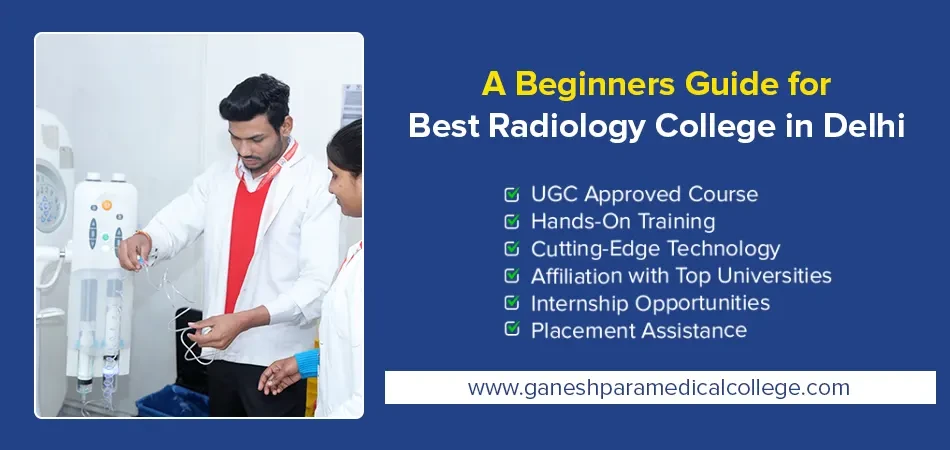 A Beginners Guide for
Best Radiology College in Delhi
UGC Approved Course
Hands-On Training
Cutting-Edge Technology
Affiliation with Top Universities
Internship Opportunities
Placement Assistance
www.ganeshparamedicalcollege.com